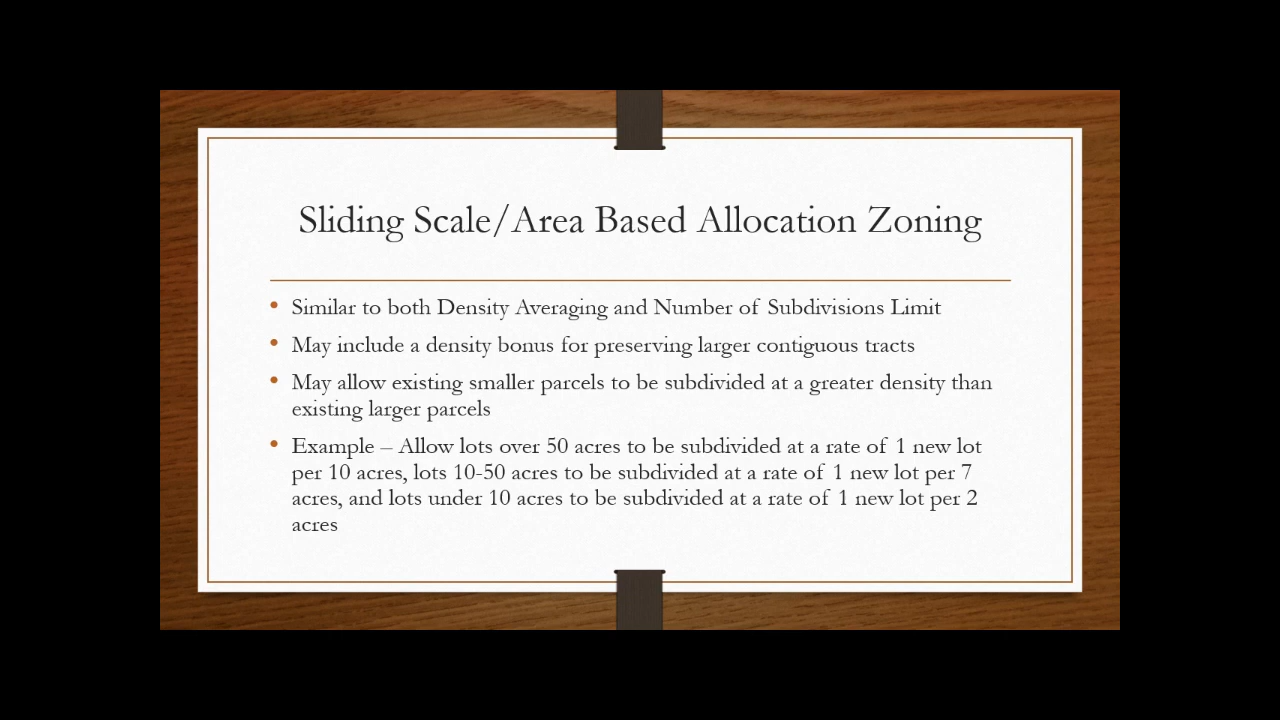 Sliding Scale/Area Based Allocation Zoning
• Similar to both Density Averaging and Number of Subdivisions Limit
• May include a density bonus for preserving larger contiguous tracts
• May allow existing smaller parcels to be subdivided at a greater density than
existing larger parcels
• Example – Allow lots over 50 acres to be subdivided at a rate of 1 new lot
per 10 acres, lots 10-50 acres to be subdivided at a rate of 1 new lot per 7
acres, and lots under 10 acres to be subdivided at a rate of 1 new lot per 2
acres